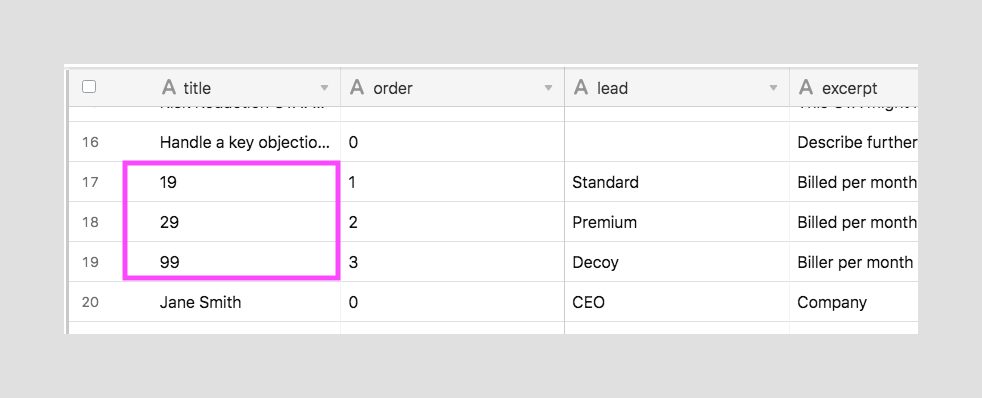 A title A order A lead A excerpt
16 Handle a key objectio... 0 Describe further
17 19 1 Standard Billed per month
18 29 2 Premium Billed per month
19 99 3 Decoy Biller per month
20 Jane Smith 0 CEO Company